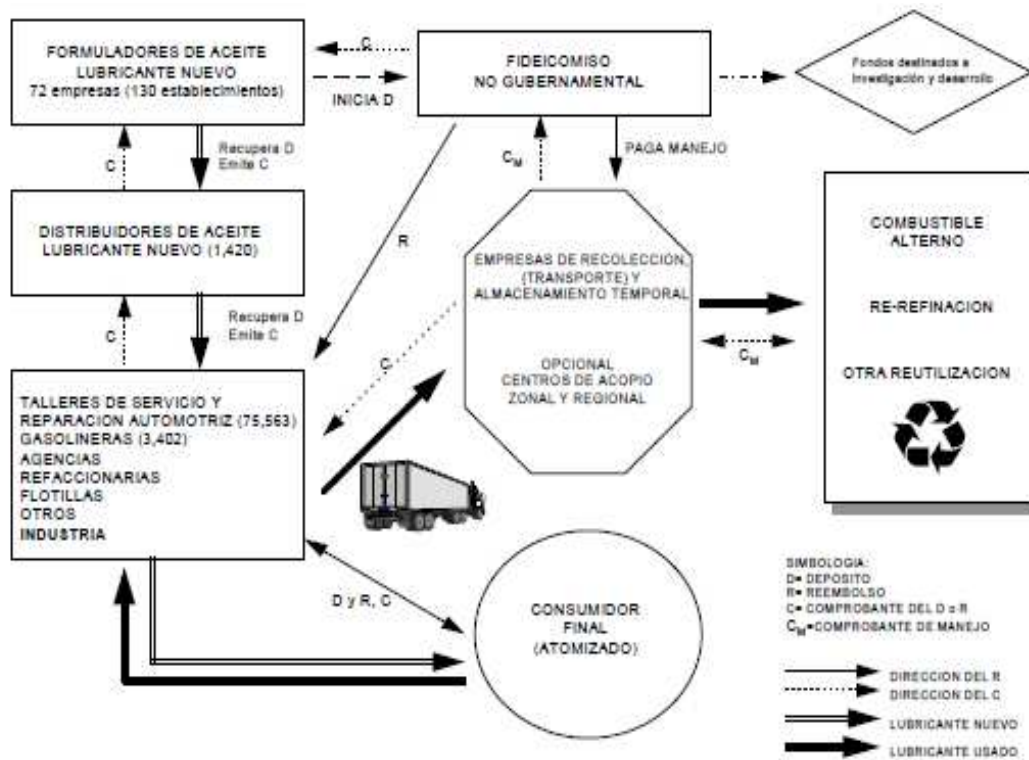 FORMULADORES DE ACEITE
LUBRICANTE NUEVO
72 empresas (130 establecimientos)
C
INICIA D
FIDEICOMISO
NO GUBERNAMENTAL
Fondos destinados a
Investigación y desarrollo
C
Recupera D
Emite C
C
M
PAGA MANEJO
DISTRIBUIDORES DE ACEITE
LUBRICANTE NUEVO (1,420)
R
C
Recupera D
Emite C
EMPRESAS DE RECOLECCION,
(TRANSPORTE) Y
ALMACENAMIENTO TEMPORAL
OPCIONAL
CENTROS DE ACOPIO
ZONAL Y REGIONAL
C
C
M
COMBUSTIBLE
ALTERNO
RE-REFINACION
OTRA REUTILIZACION
TALLERES DE SERVICIO Y
REPARACION AUTOMOTRIZ (75,563)
GASOLINERAS (3,402)
AGENCIAS
REFACCIONARIAS
FLOTILLAS
OTROS
INDUSTRIA
D y R, C
CONSUMIDOR
FINAL
(ATOMIZADO)
SIMBOLOGIA:
D= DEPOSITO
R= REEMBOLSO
C= COMPROBANTE DEL D o R
CM=COMPROBANTE DE MANEJO
DIRECCION DEL R
DIRECCION DEL C
LUBRICANTE NUEVO
LUBRICANTE USADO